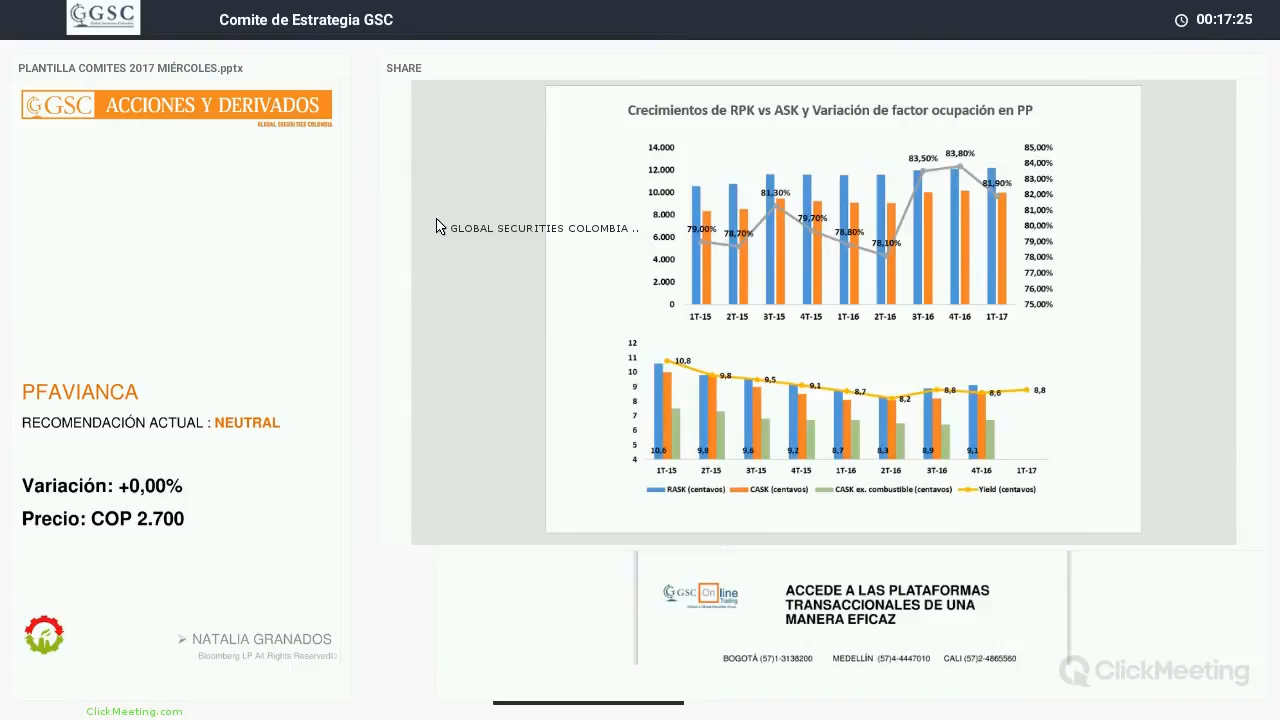 GSC
Comite de Estrategia GSC
00:17:25
PLANTILLA COMITES 2017 MIÉRCOLES.pptx
SHARE
GSC ACCIONES Y DERIVADOS
GLOBAL SECURITIES COLOMBIA
PFAVIANCA
RECOMENDACIÓN ACTUAL : NEUTRAL
Variación: +0,00%
Precio: COP 2.700
➢ NATALIA GRANADOS
Bloomberg LP All Rights Reserved©
GLOBAL SECURITIES COLOMBIA ..
Crecimientos de RPK vs ASK y Variación de factor ocupación en PP
14.000
12.000
10.000
8.000
6.000
4.000
2.000
0
79,00% 78,70% 81,30% 79,70% 78,80% 78,10% 83,50% 83,80% 81,90%
85,00%
84,00%
83,00%
82,00%
81,00%
80,00%
79,00%
78,00%
77,00%
76,00%
75,00%
1T-15 2T-15 3T-15 4T-15 1T-16 2T-16 3T-16 4T-16 1T-17
12
11
10
9
8
7
6
5
4
10,8 9,8 9,5 9,1 8,7 8,2 8,8 8,6 8,8
10,6 9,8 9,6 9,2 8,7 8,3 8,9 9,1
1T-15 2T-15 3T-15 4T-15 1T-16 2T-16 3T-16 4T-16 1T-17
RASK (centavos) CASK (centavos) CASK ex. combustible (centavos) Yield (centavos)
GSC Online
Trading
ACCEDE A LAS PLATAFORMAS
TRANSACCIONALES DE UNA
MANERA EFICAZ
BOGOTÁ (57)1-3138200 MEDELLÍN (57)4-4447010 CALI (57)2-4865560
ClickMeeting
ClickMeeting.com